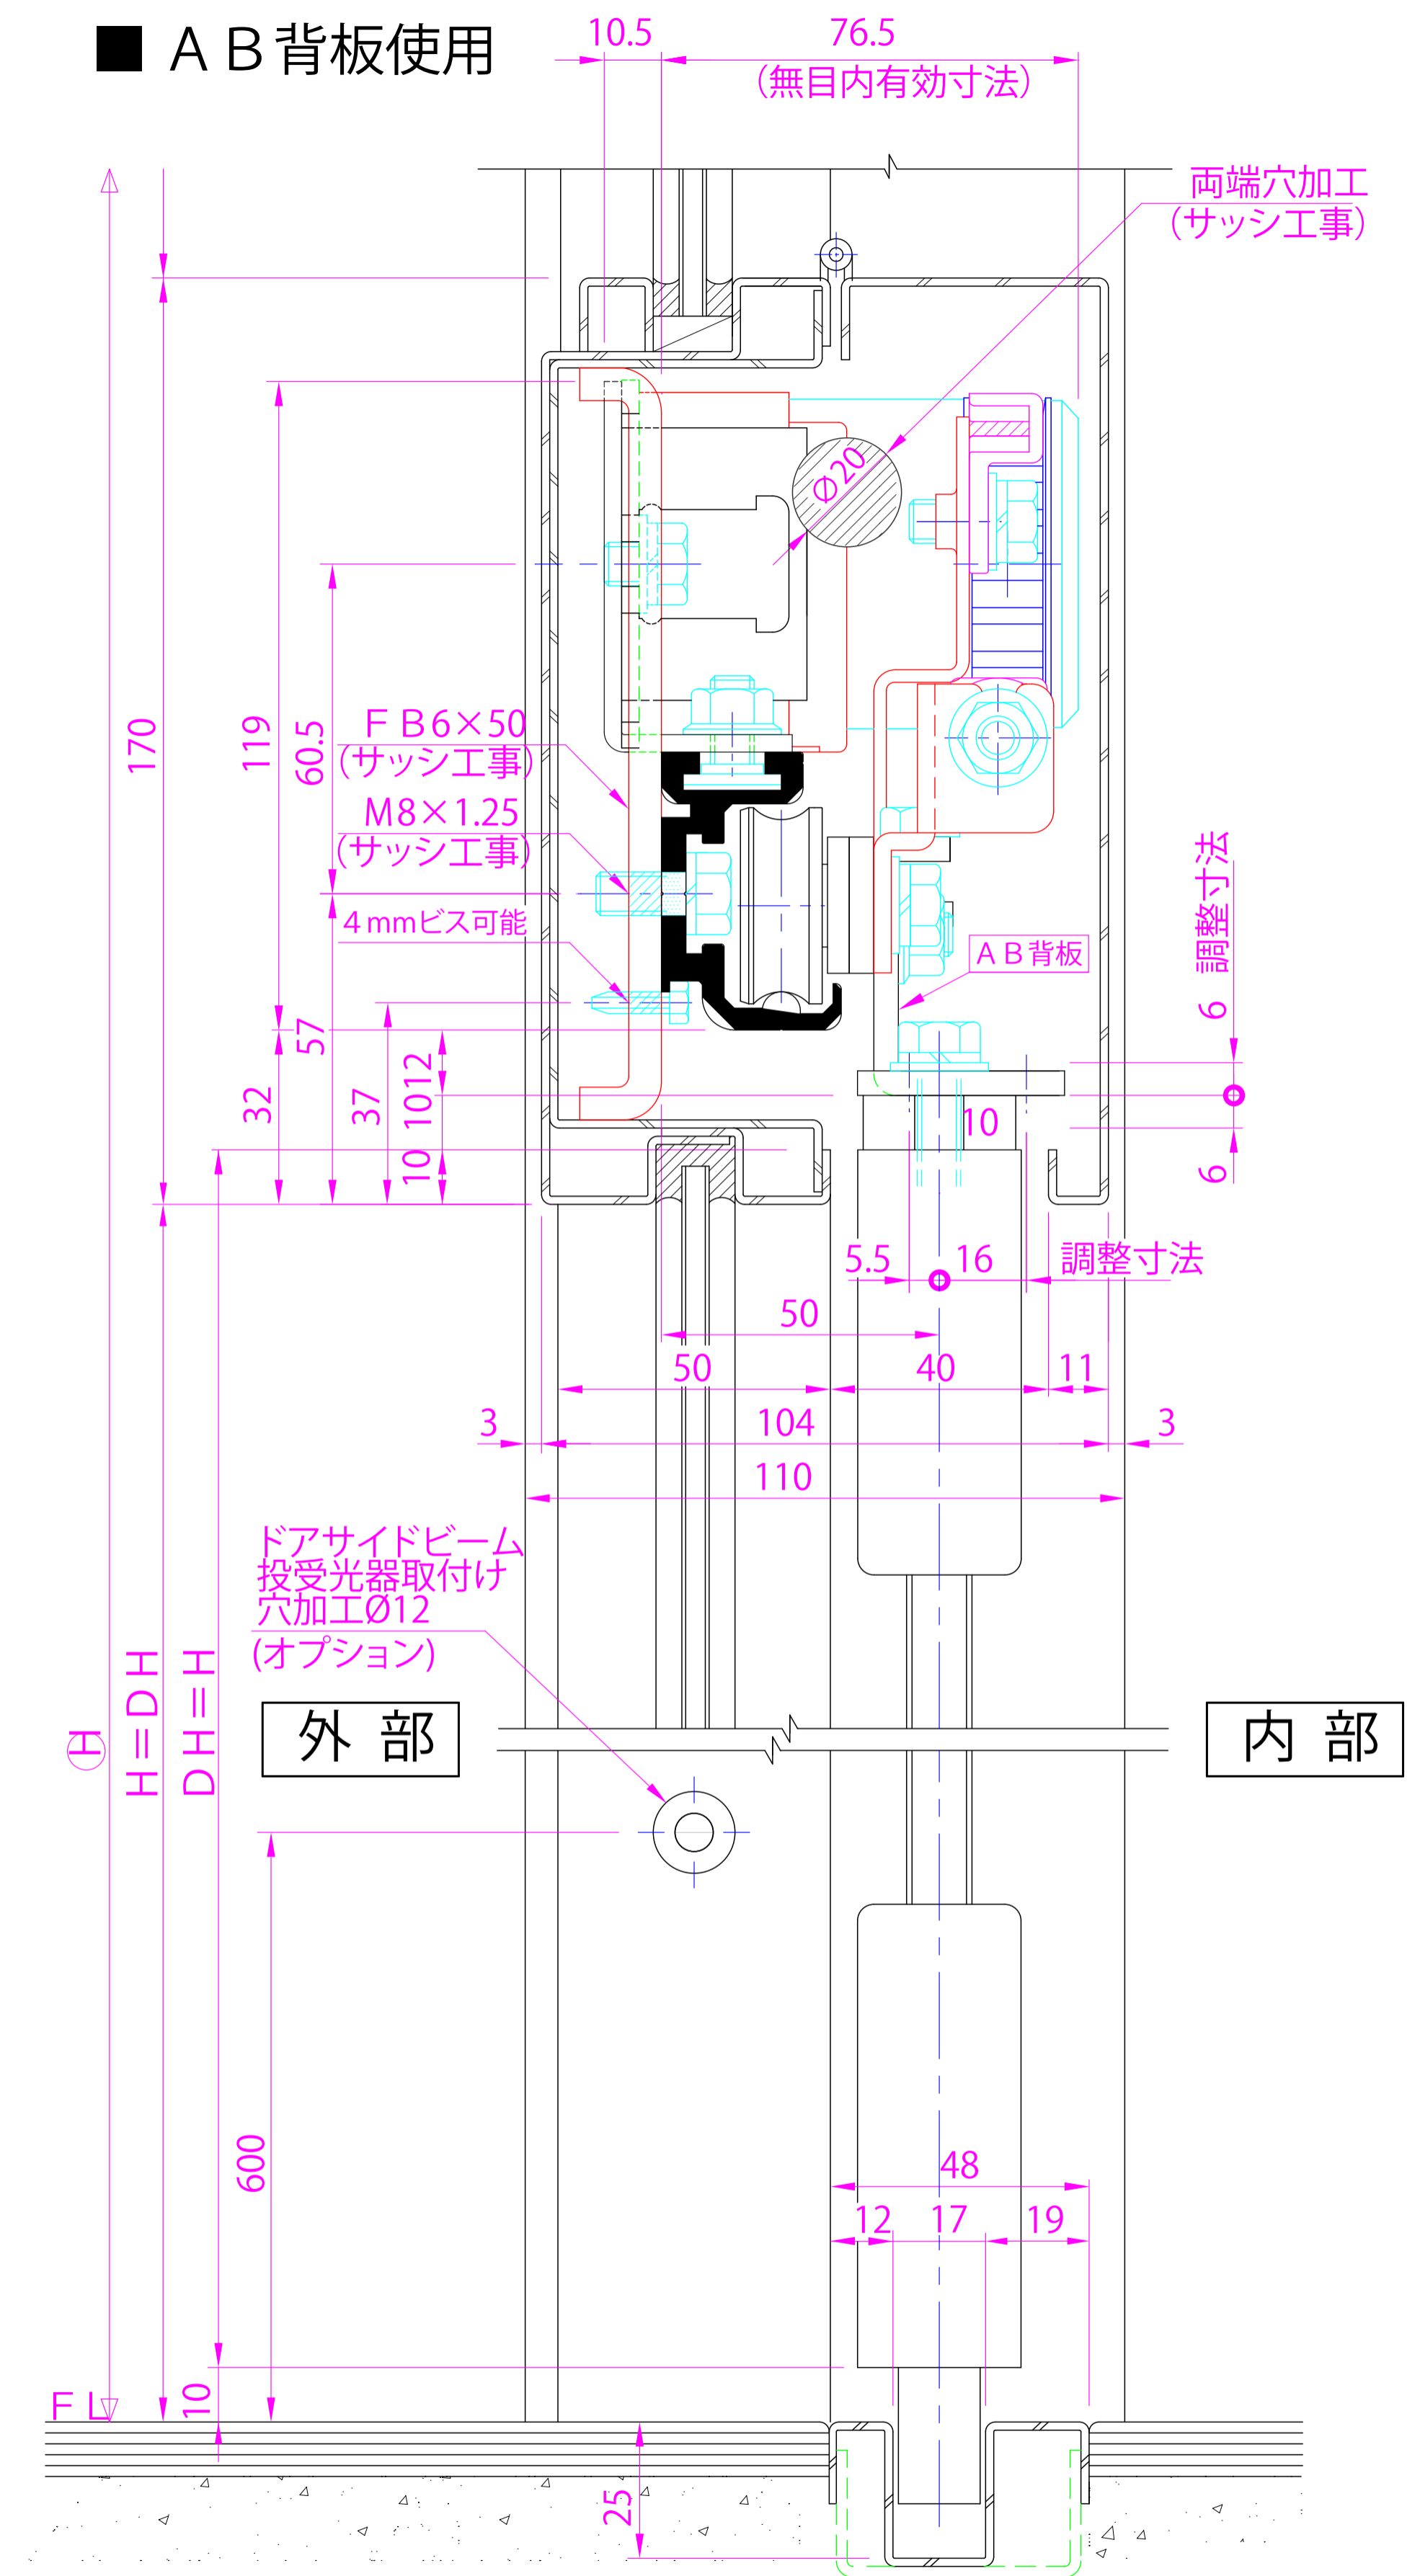 ■ ＡＢ背板使用
10.5
76.5
（無目内有効寸法）
両端穴加工
（サッシ工事）
Ø20
170
119
60.5
ＦＢ6×50
（サッシ工事）
M8×1.25
（サッシ工事）
4mmビス可能
ＡＢ背板
6 調整寸法
57
32
37
12
10
10
10
6
5.5
16
調整寸法
50
50
40
11
3
104
3
110
ドアサイドビーム
投受光器取付け
穴加工Ø12
(オプション)
外 部
内 部
Ⓗ
H＝ＤＨ
ＤＨ＝H
600
48
12
17
19
ＦＬ
10
25